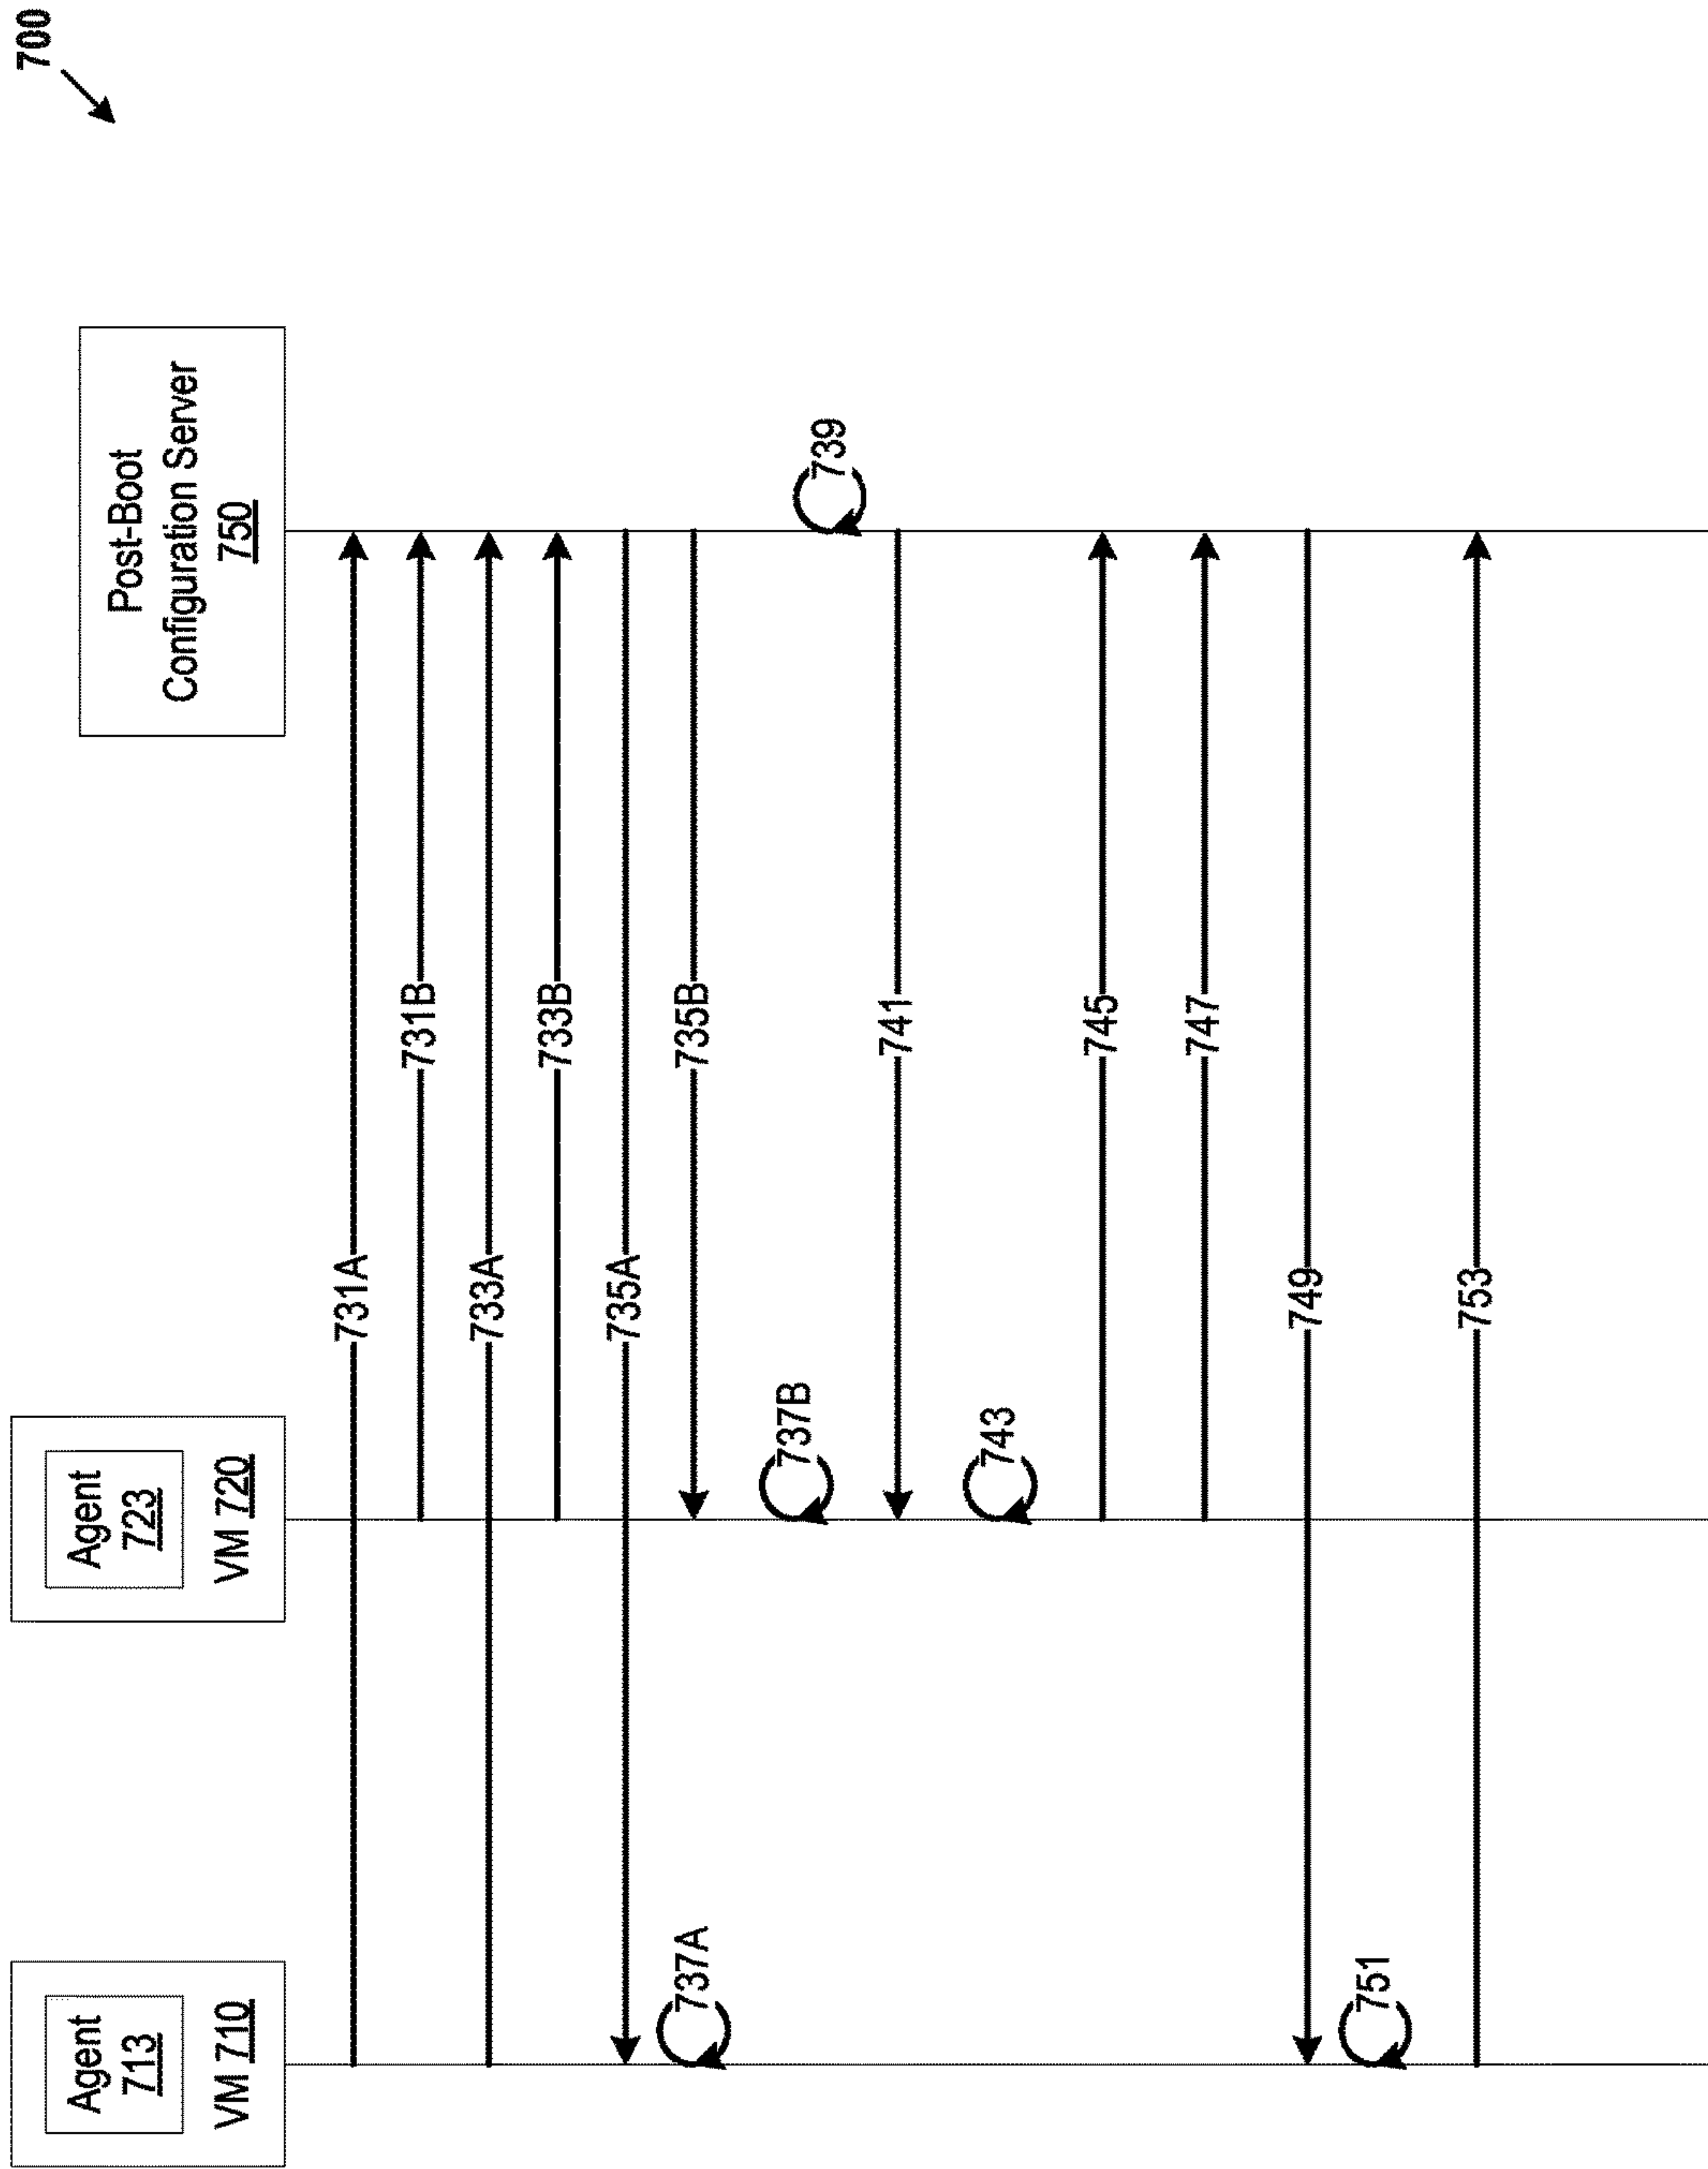 700
Agent
713
VM 710
Agent
723
VM 720
Post-Boot
Configuration Server
750
731A
731B
733A
733B
735A
735B
737A
737B
739
741
743
745
747
749
751
753